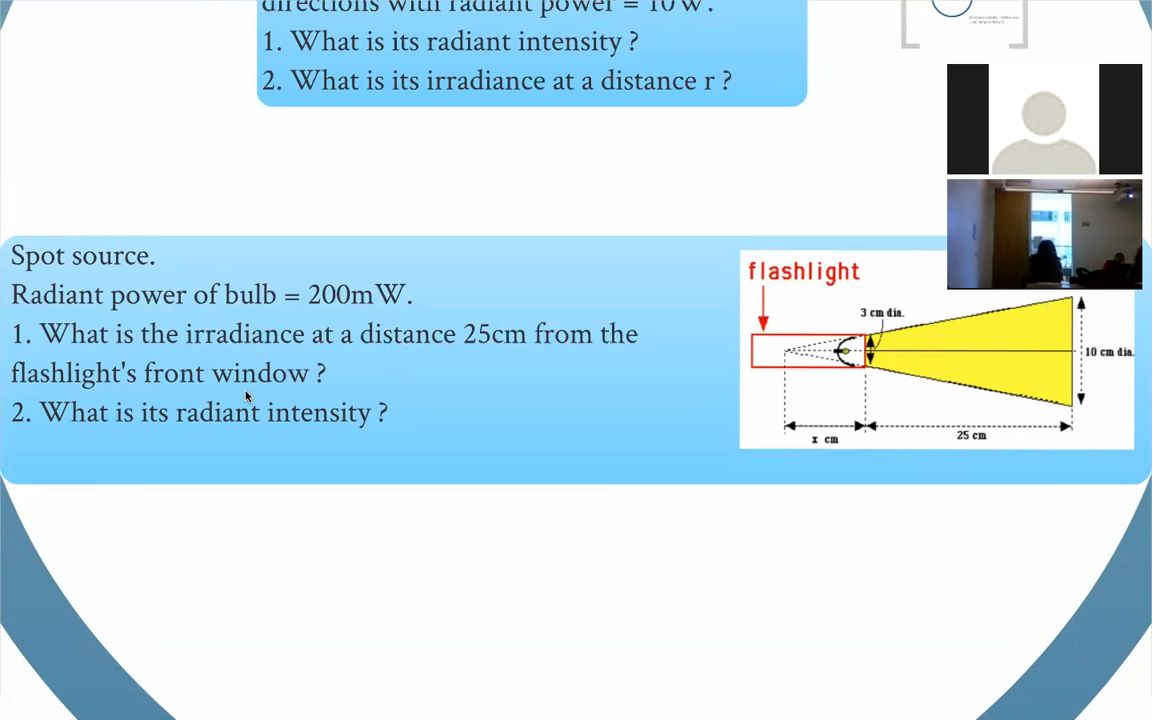 directions with radiant power = 10W.
1. What is its radiant intensity ?
2. What is its irradiance at a distance r ?
Spot source.
Radiant power of bulb = 200mW.
1. What is the irradiance at a distance 25cm from the
flashlight's front window ?
2. What is its radiant intensity ?
flashlight
3 cm dia.
10 cm dia.
x cm
25 cm